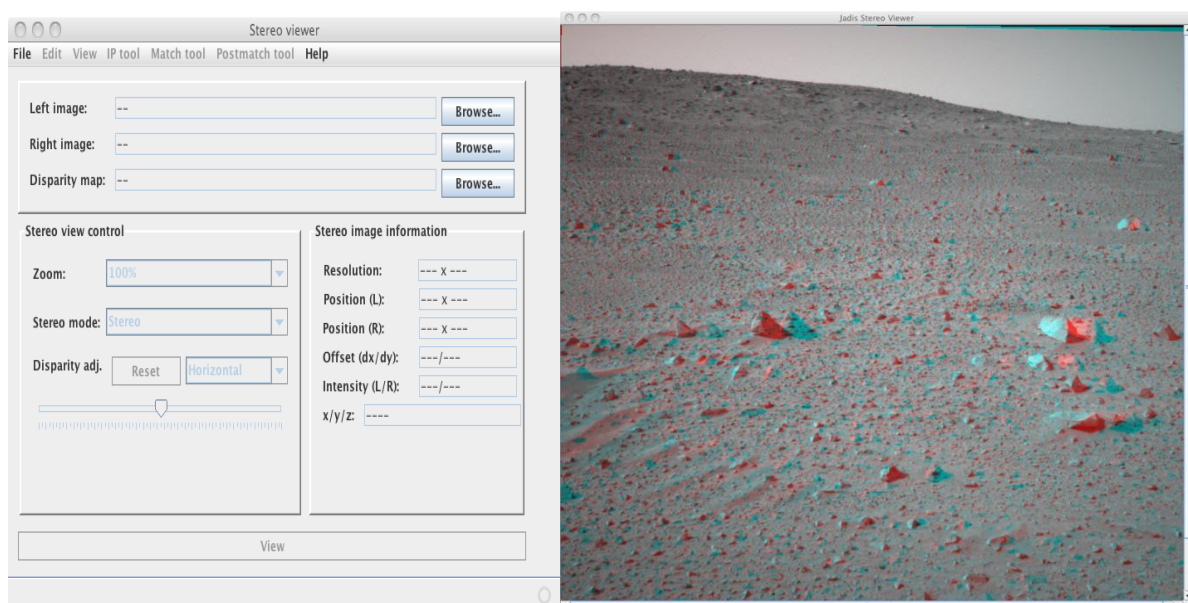 Stereo viewer
File Edit View IP tool Match tool Postmatch tool Help
Left image: -- Browse...
Right image: -- Browse...
Disparity map: -- Browse...
Stereo view control
Zoom: 100%
Stereo mode: Stereo
Disparity adj. Reset Horizontal
Stereo image information
Resolution: --- x ---
Position (L): --- x ---
Position (R): --- x ---
Offset (dx/dy): ---/---
Intensity (L/R): ---/---
x/y/z: ----
View
Jadis Stereo Viewer